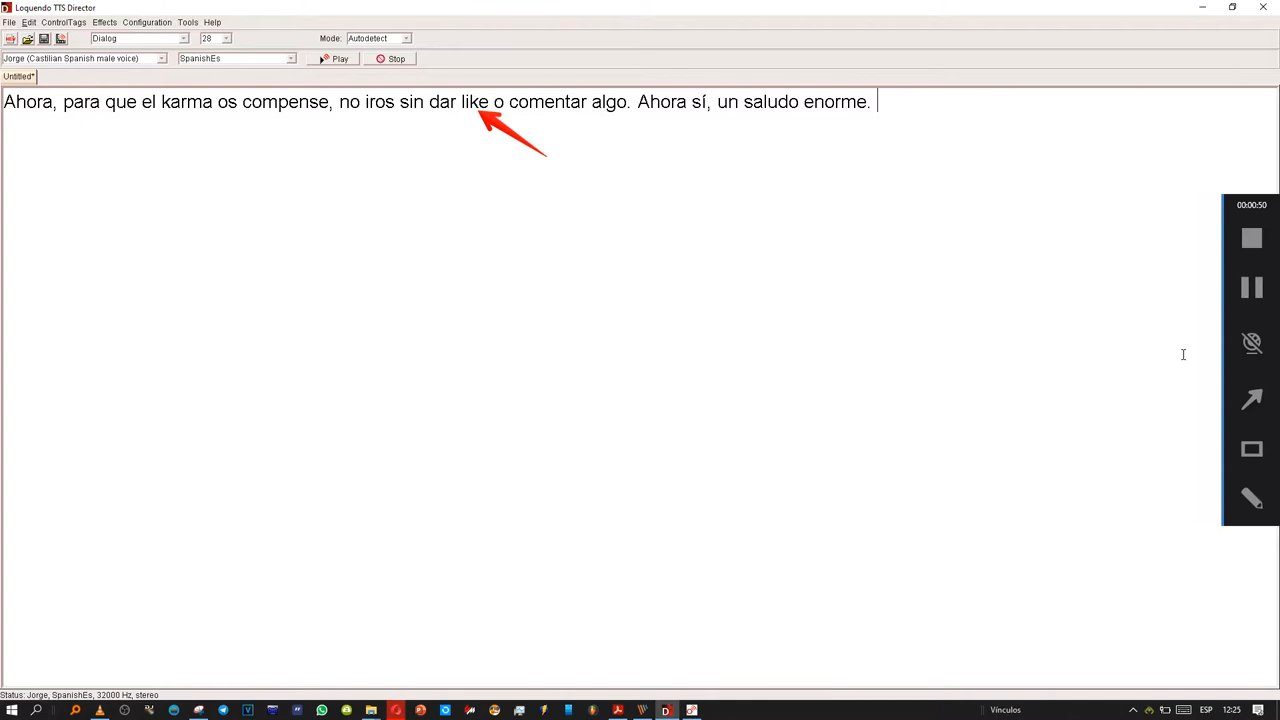 Loquendo TTS Director
File Edit ControlTags Effects Configuration Tools Help
Dialog 28 Mode: Autodetect
Jorge (Castilian Spanish male voice) SpanishEs Play Stop
Untitled*
Ahora, para que el karma os compense, no iros sin dar like o comentar algo. Ahora sí, un saludo enorme.
00:00:50
Status: Jorge, SpanishEs, 32000 Hz, stereo
Vínculos ESP 12:25